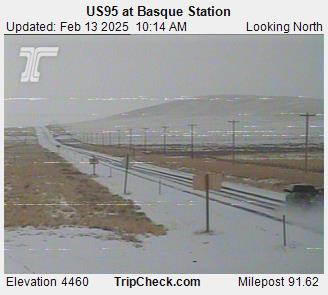 US95 at Basque Station
Updated: Feb 13 2025 10:14 AM Looking North
Elevation 4460 TripCheck.com Milepost 91.62